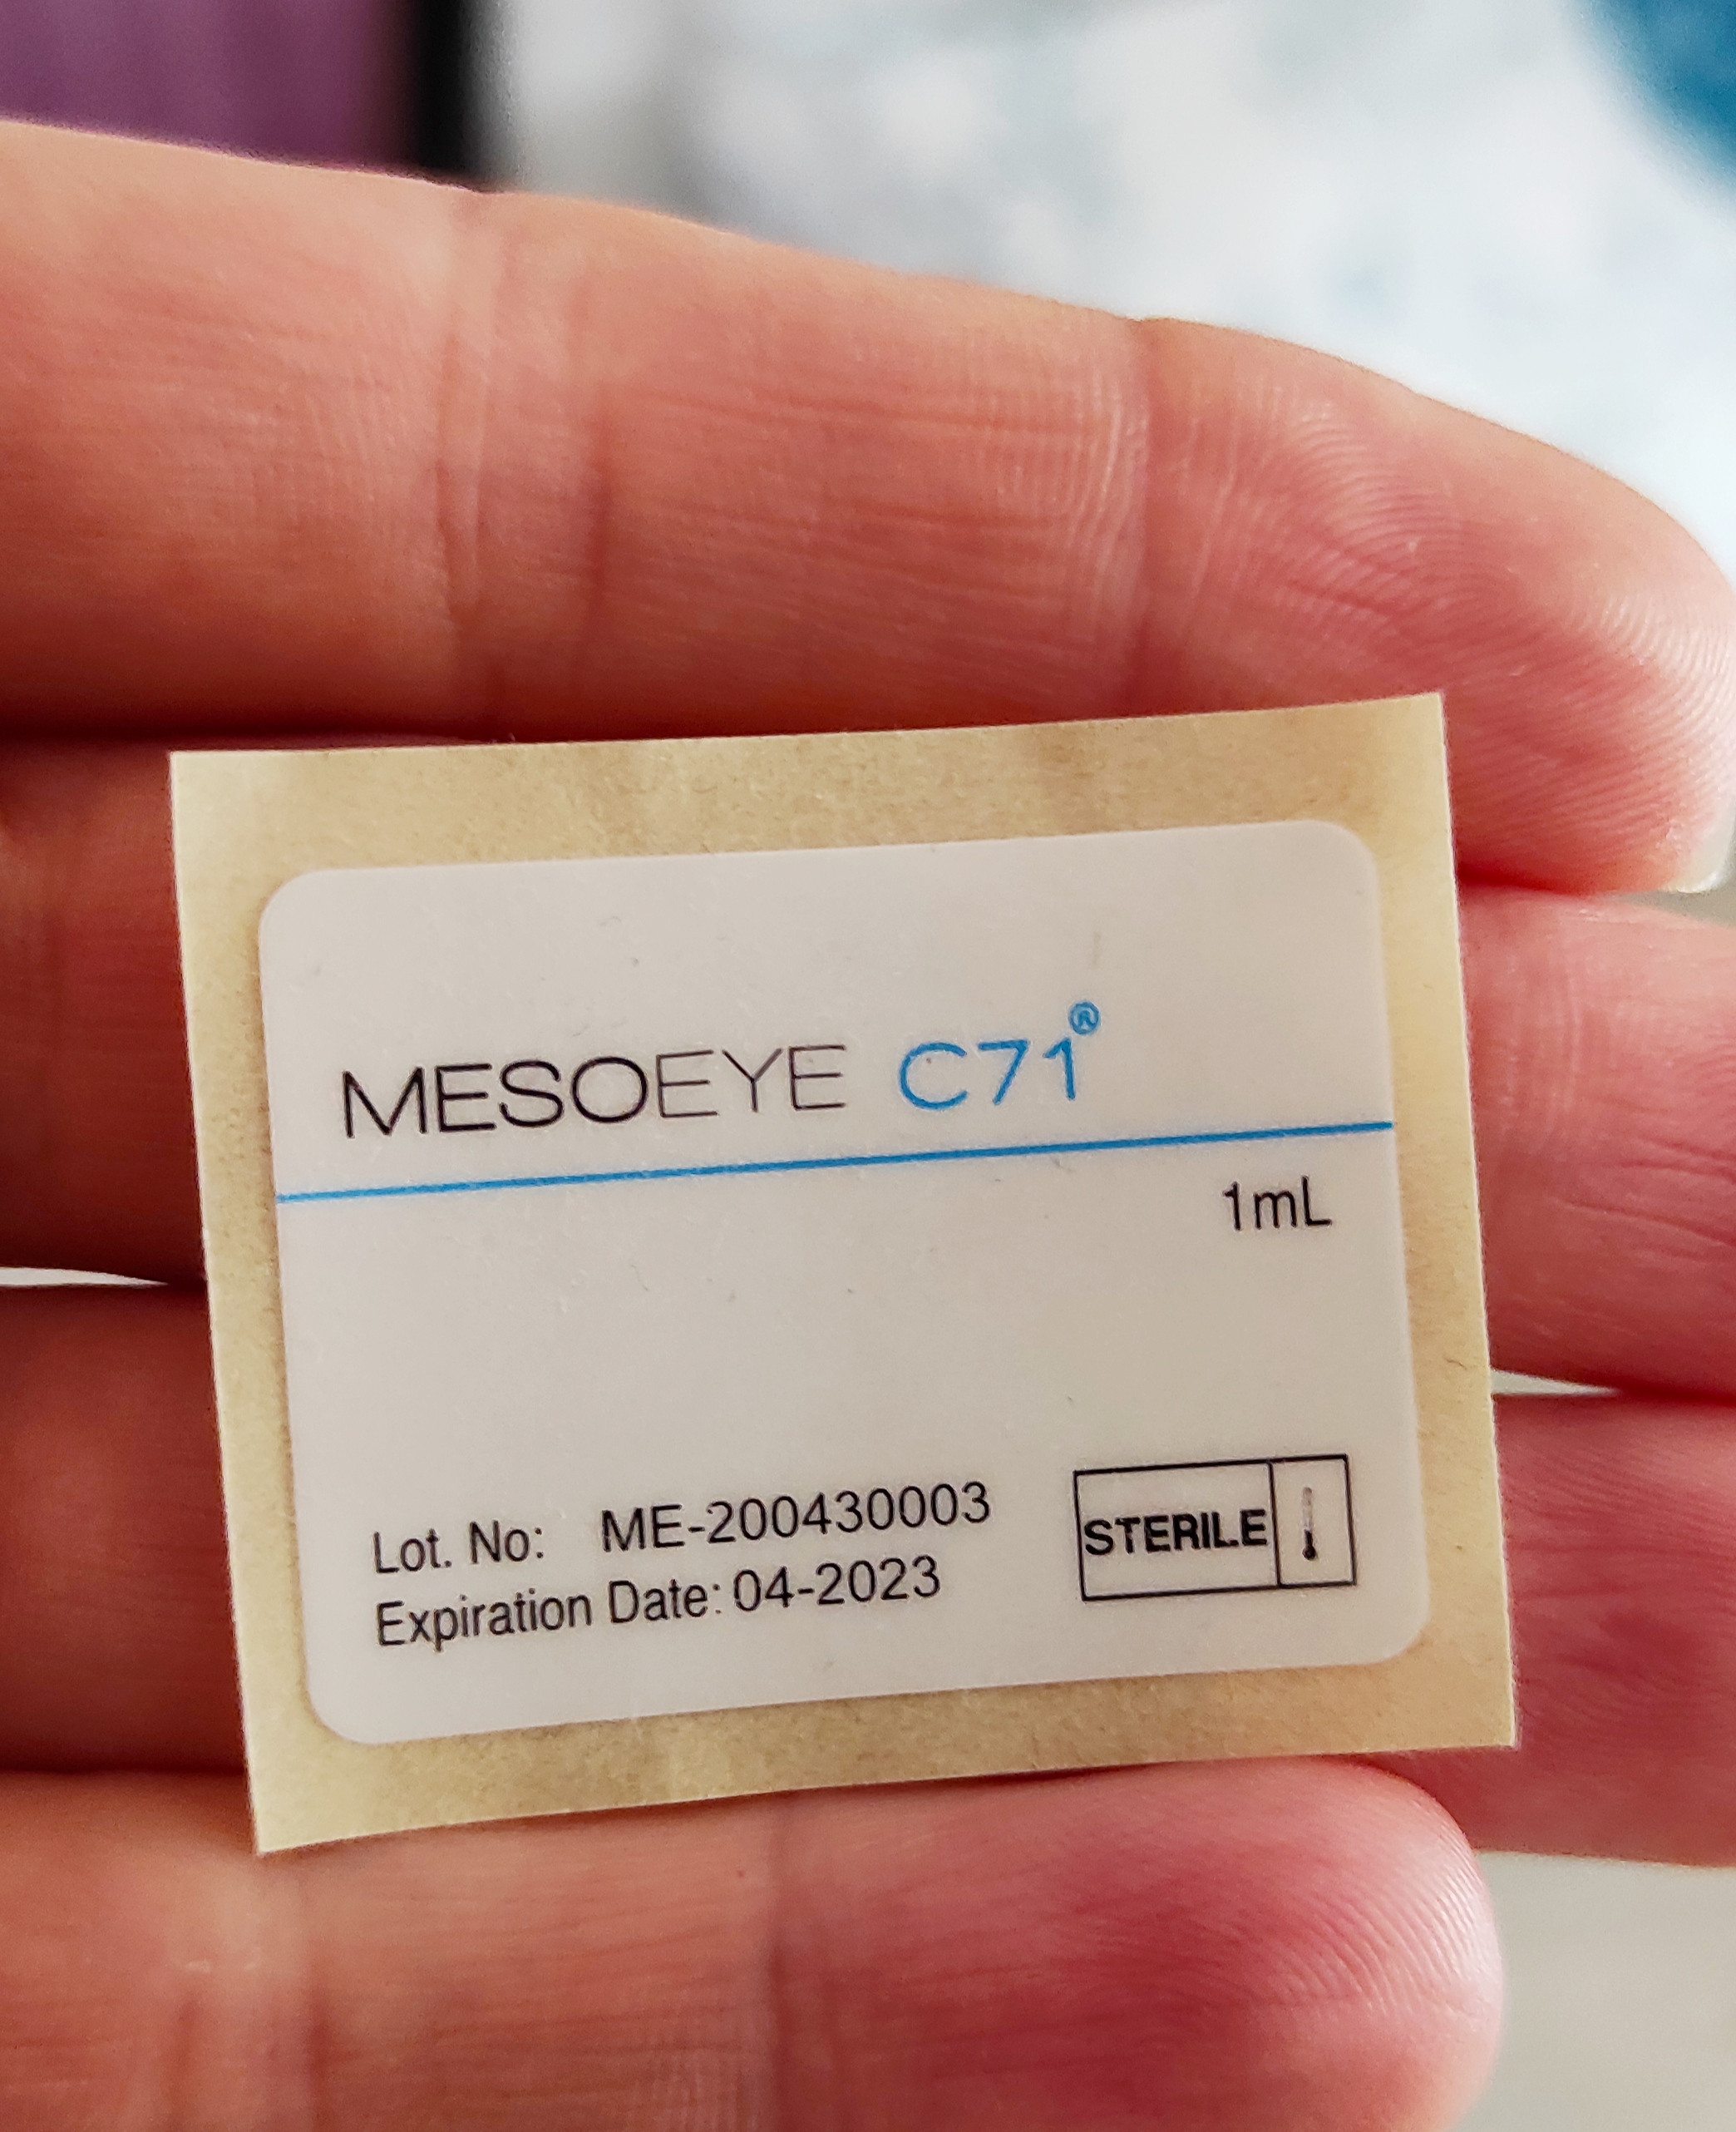 MESOEYE C71®
1mL
Lot. No: ME-200430003
Expiration Date: 04-2023
STERILE